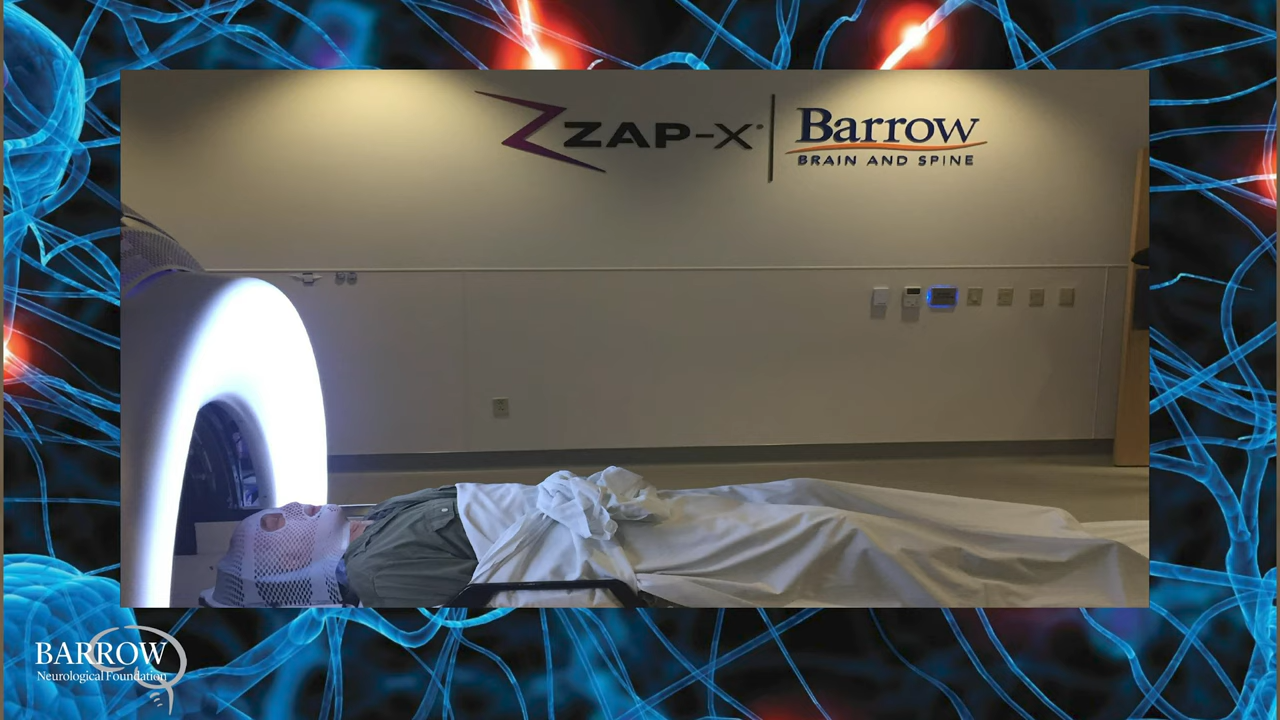 ZAP-X
Barrow
BRAIN AND SPINE
BARROW
Neurological Foundation